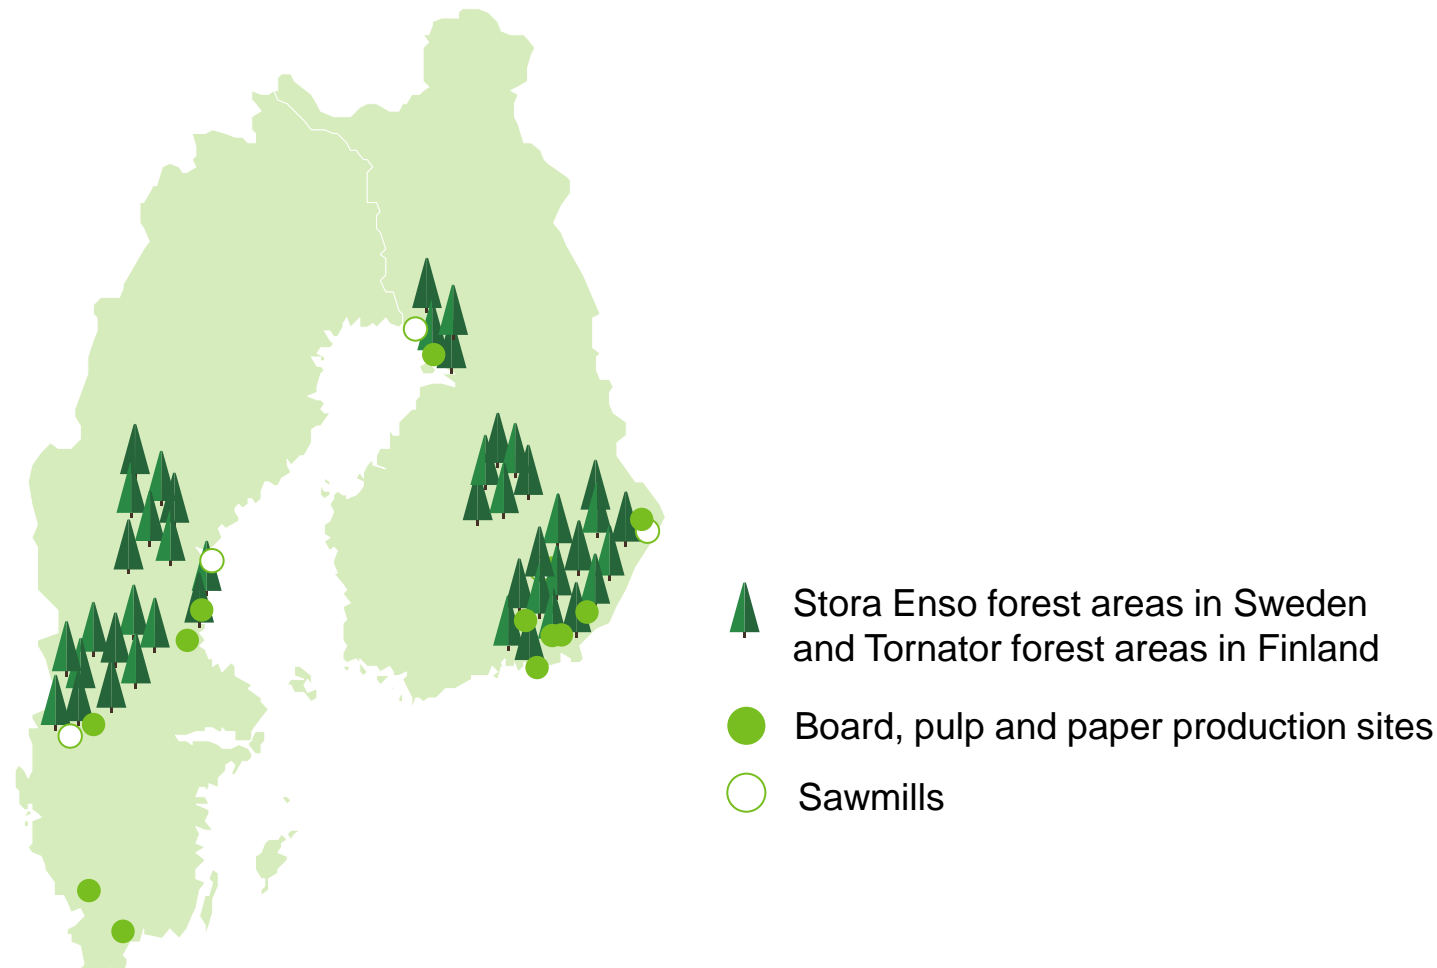 Stora Enso forest areas in Sweden
and Tornator forest areas in Finland
Board, pulp and paper production sites
Sawmills